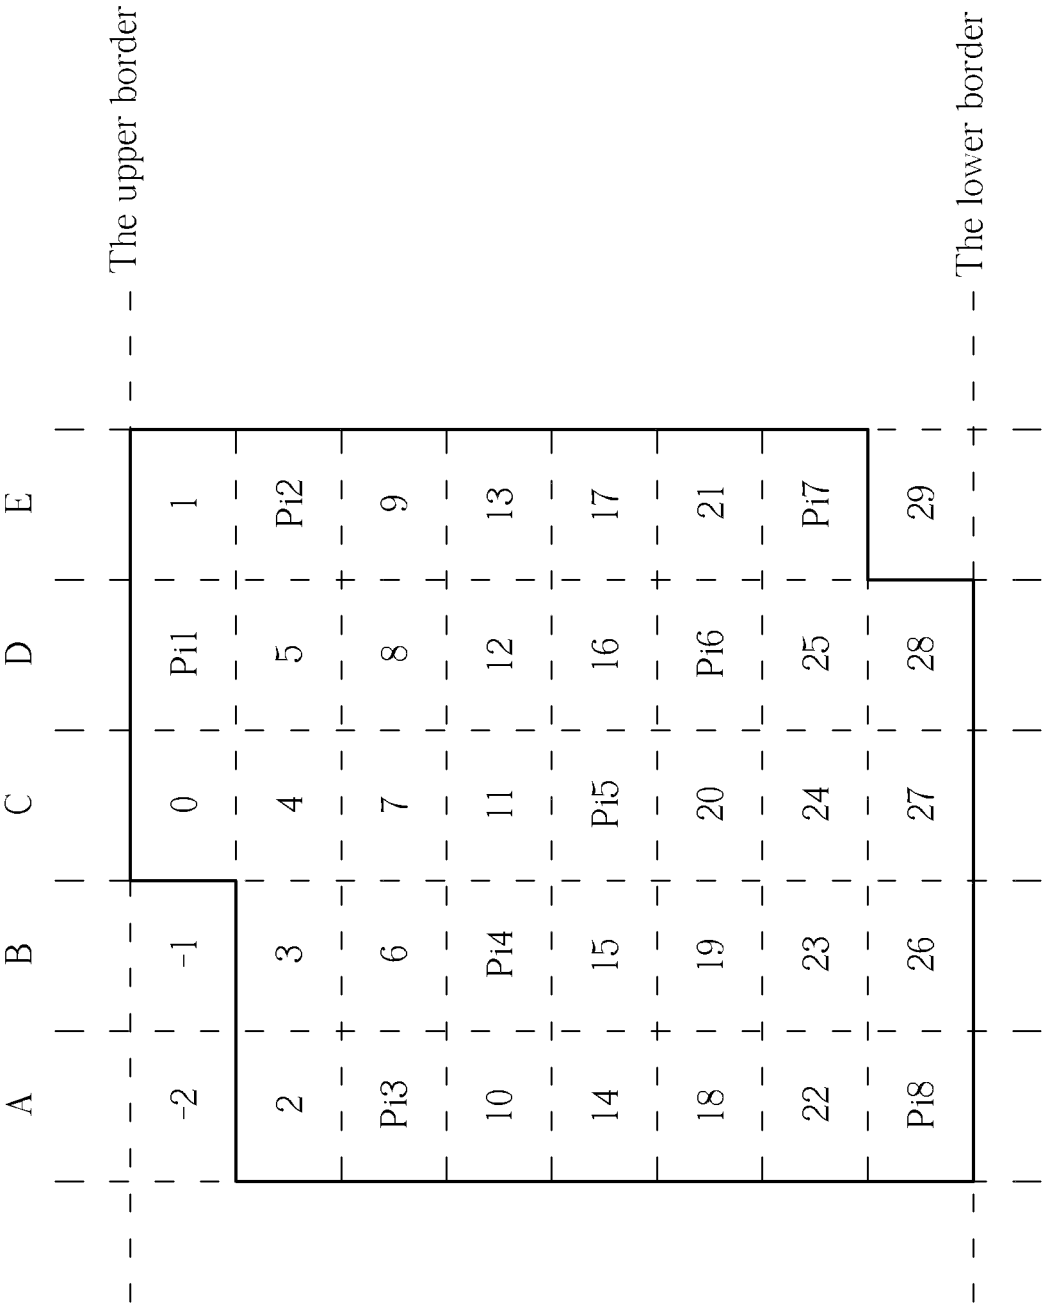 A B C D E
The upper border
-2 -1 0 Pi1 1
2 3 4 5 Pi2
Pi3 6 7 8 9
10 Pi4 11 12 13
14 15 Pi5 16 17
18 19 20 Pi6 21
22 23 24 25 Pi7
Pi8 26 27 28 29
The lower border